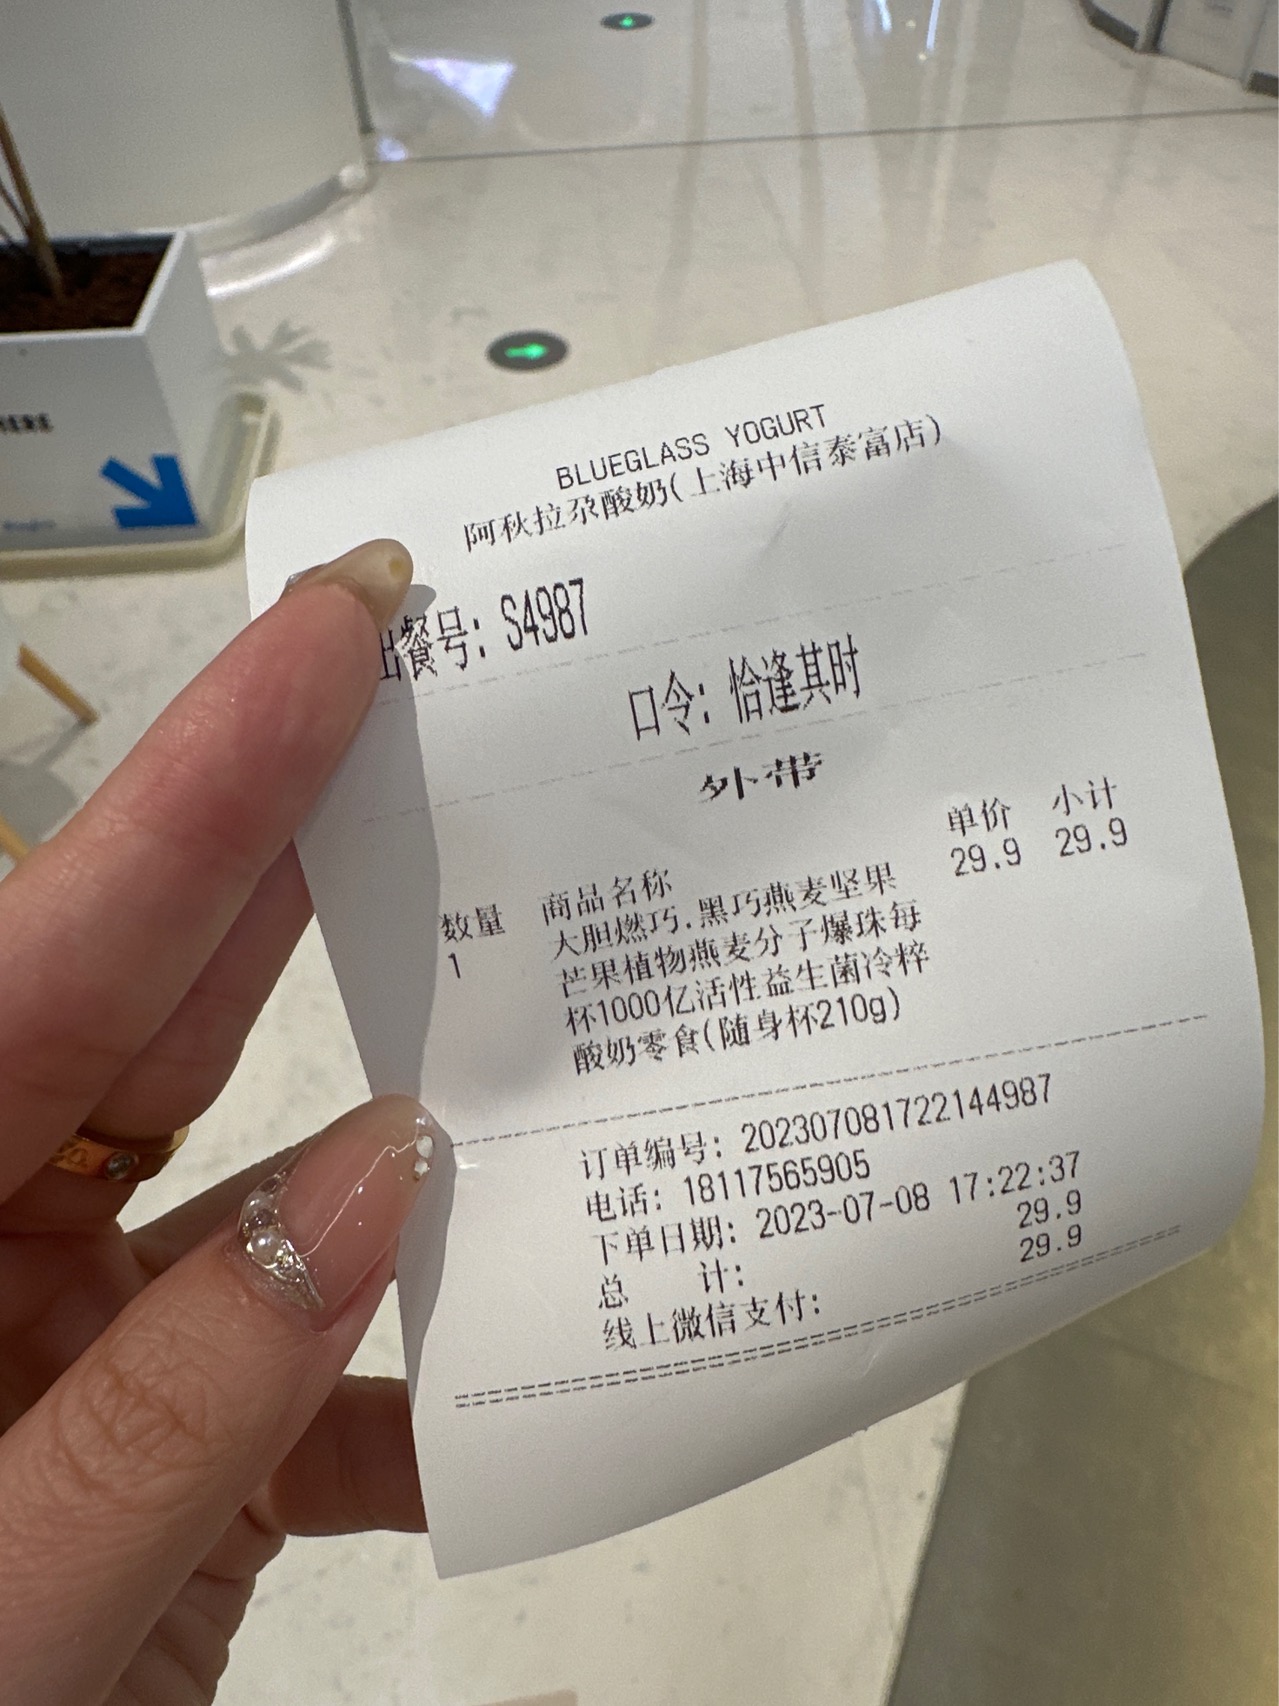 HERE
BLUEGLASS YOGURT
阿秋拉尕酸奶(上海中信泰富店)
出餐号: S4987
口令: 恰逢其时
外带
数量 商品名称 单价 小计
1 大胆燃巧.黑巧燕麦坚果 29.9 29.9
芒果植物燕麦分子爆珠每
杯1000亿活性益生菌冷粹
酸奶零食(随身杯210g)
订单编号: 202307081722144987
电话: 18117565905
下单日期: 2023-07-08 17:22:37
总 计: 29.9
线上微信支付: 29.9